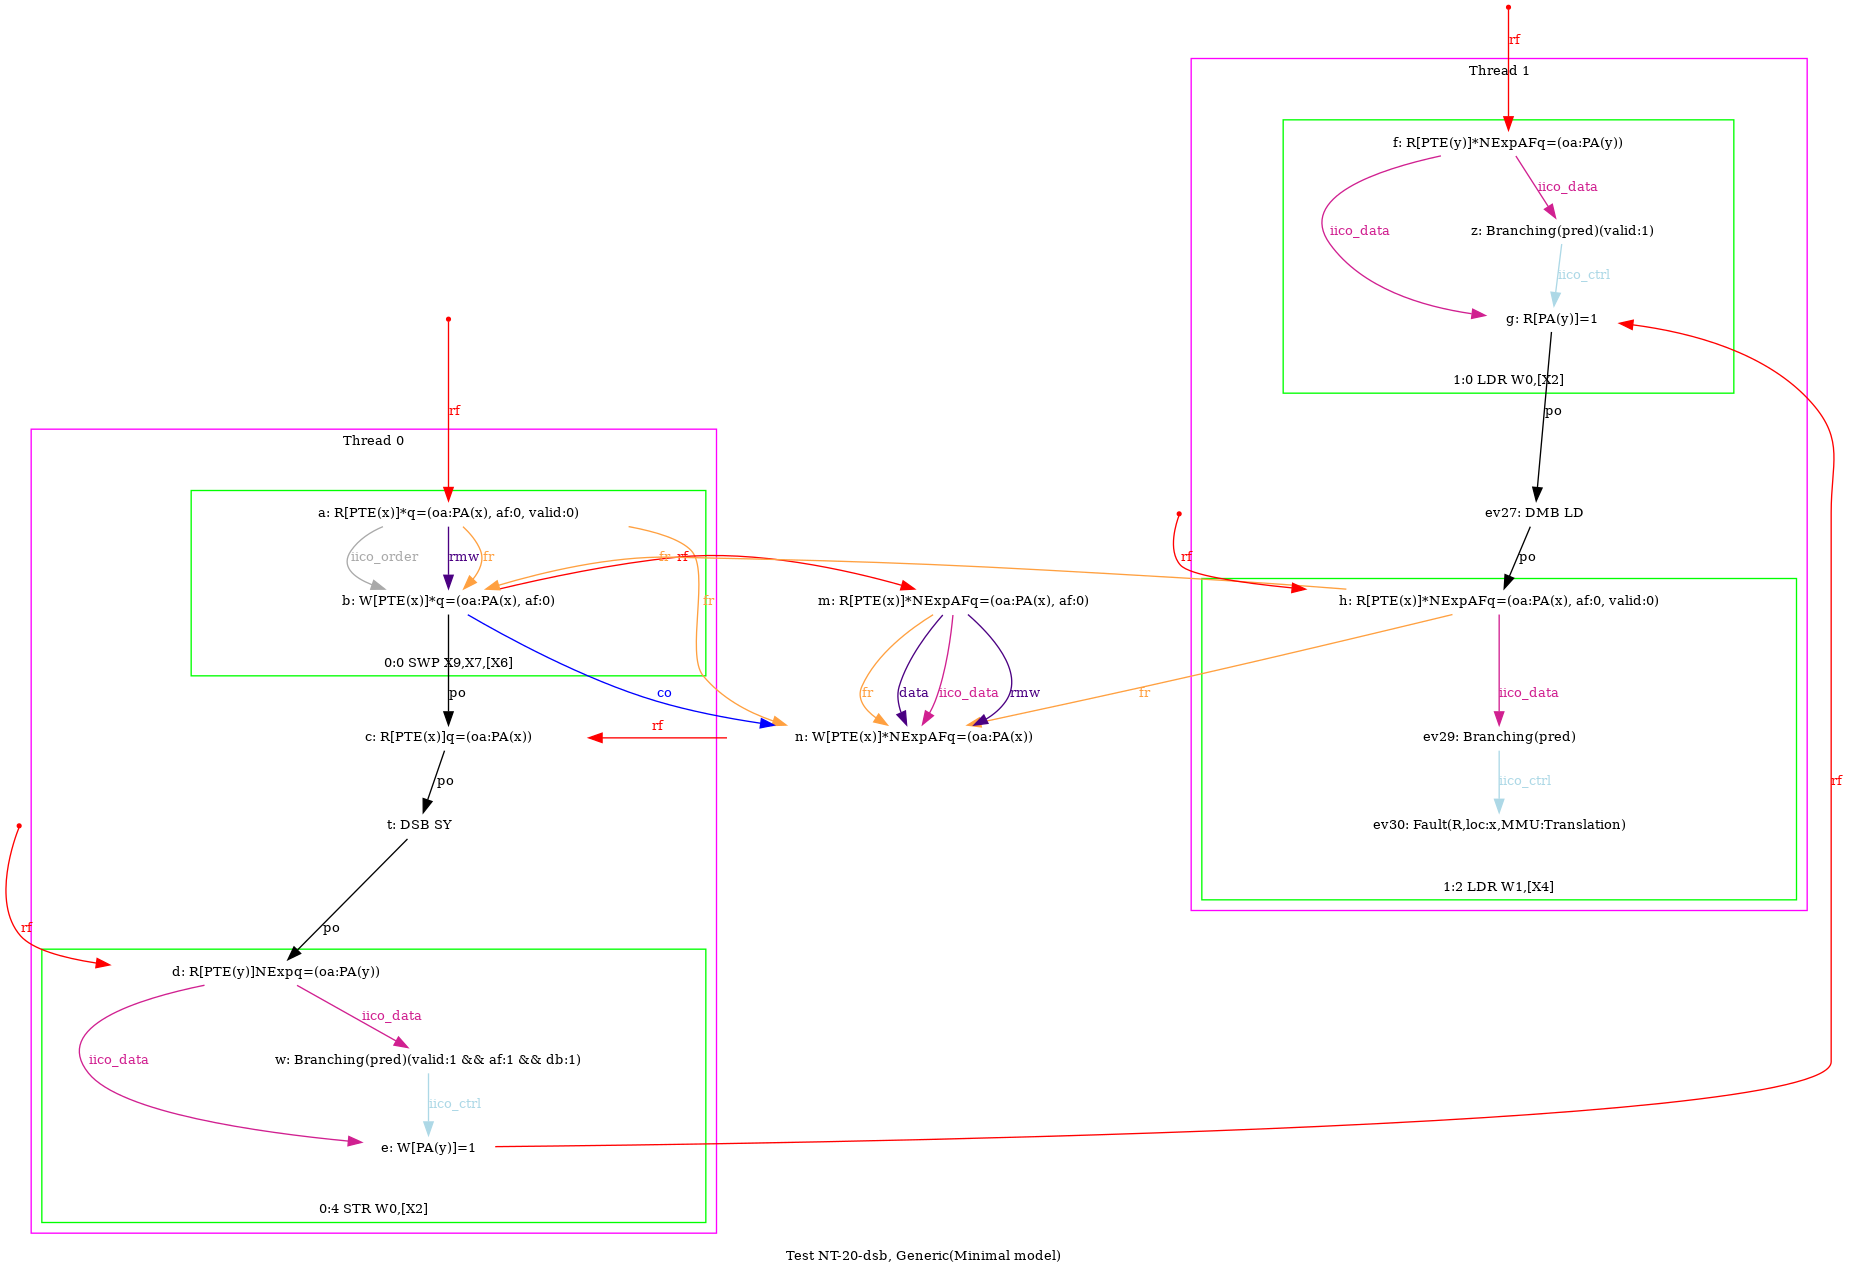 rf
Thread 1
f: R[PTE(y)]*NExpAFq=(oa:PA(y))
iico_data
iico_data
z: Branching(pred)(valid:1)
iico_ctrl
g: R[PA(y)]=1
1:0 LDR W0,[X2]
po
rf
Thread 0
a: R[PTE(x)]*q=(oa:PA(x), af:0, valid:0)
ev27: DMB LD
iico_order
rmw
fr
fr
rf
rf
po
b: W[PTE(x)]*q=(oa:PA(x), af:0)
fr
m: R[PTE(x)]*NExpAFq=(oa:PA(x), af:0)
h: R[PTE(x)]*NExpAFq=(oa:PA(x), af:0, valid:0)
0:0 SWP X9,X7,[X6]
po
co
fr
data
iico_data
rmw
fr
iico_data
rf
c: R[PTE(x)]q=(oa:PA(x))
n: W[PTE(x)]*NExpAFq=(oa:PA(x))
ev29: Branching(pred)
po
iico_ctrl
rf
t: DSB SY
ev30: Fault(R,loc:x,MMU:Translation)
1:2 LDR W1,[X4]
rf
po
d: R[PTE(y)]NExpq=(oa:PA(y))
iico_data
iico_data
w: Branching(pred)(valid:1 && af:1 && db:1)
iico_ctrl
e: W[PA(y)]=1
0:4 STR W0,[X2]
Test NT-20-dsb, Generic(Minimal model)